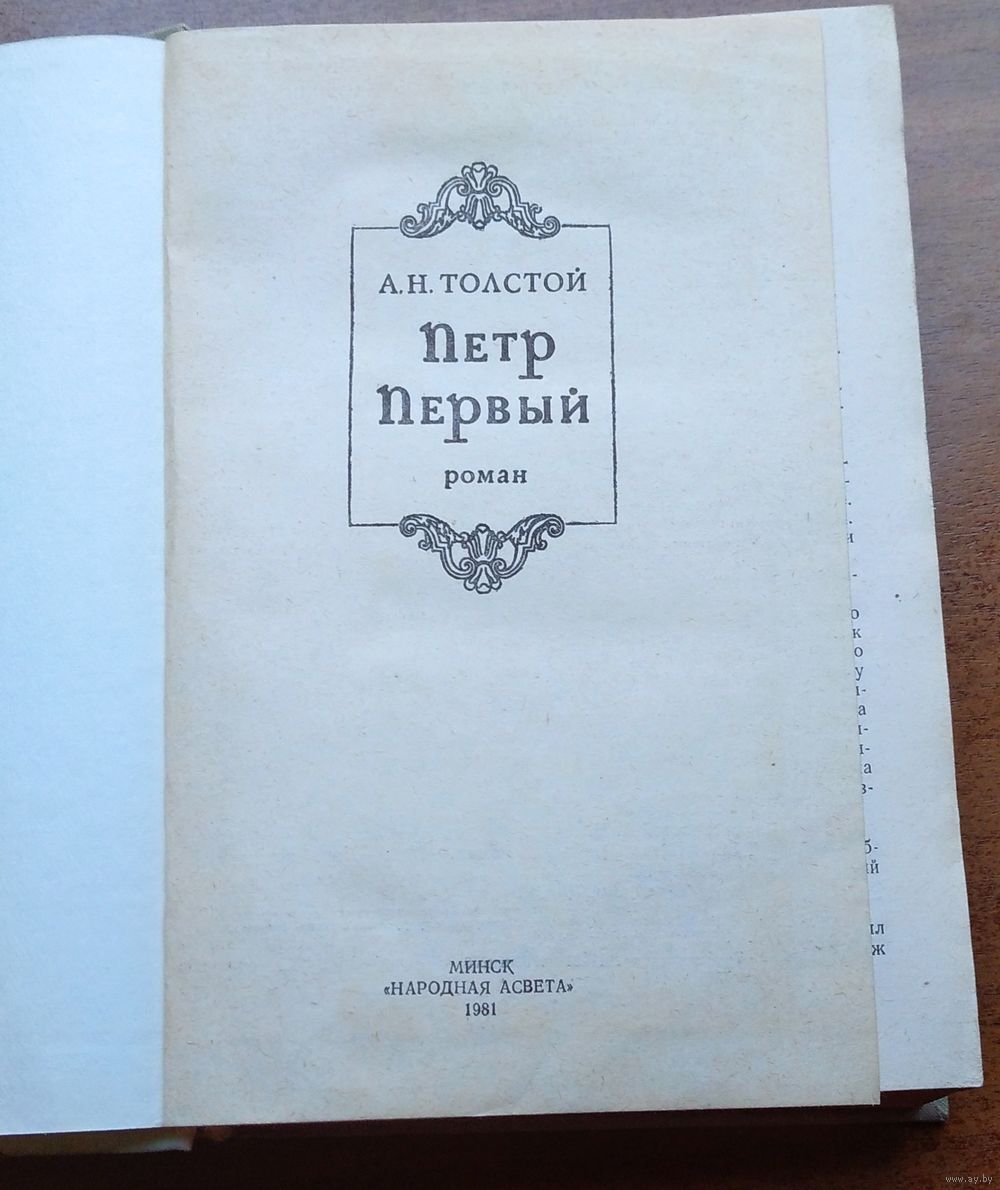 А.Н. ТОЛСТОЙ
Петр
Первый
роман
МИНСК
«НАРОДНАЯ АСВЕТА»
1981
www.ay.by